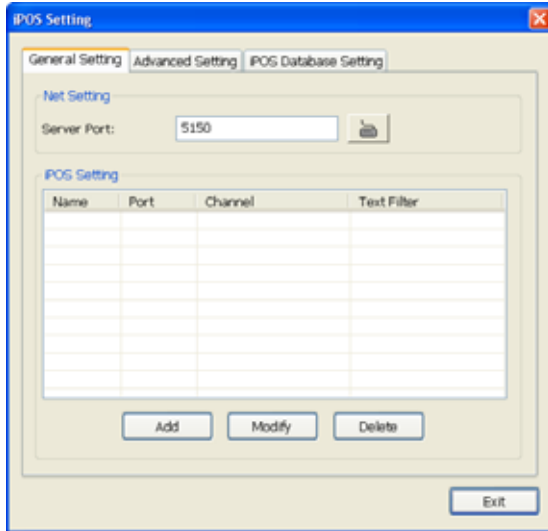 iPOS Setting
General Setting Advanced Setting iPOS Database Setting
Net Setting
Server Port: 5150
iPOS Setting
Name Port Channel Text Filter
Add Modify Delete
Exit